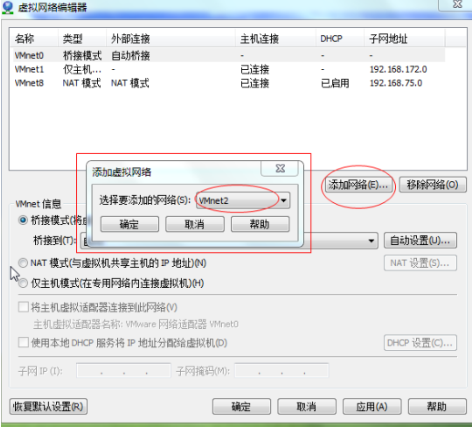 虚拟网络编辑器
名称 类型 外部连接 主机连接 DHCP 子网地址
VMnet0 桥接模式 自动桥接 - -
VMnet1 仅主机... - 已连接 - 192.168.172.0
VMnet8 NAT 模式 NAT 模式 已连接 已启用 192.168.75.0
添加虚拟网络
选择要添加的网络(S): VMnet2
确定 取消 帮助
添加网络(E)... 移除网络(O)
VMnet 信息
桥接模式(将
桥接到(T): 自动设置(U)...
NAT 模式(与虚拟机共享主机的 IP 地址)(N) NAT 设置(S)...
仅主机模式(在专用网络内连接虚拟机)(H)
将主机虚拟适配器连接到此网络(V)
主机虚拟适配器名称: VMware 网络适配器 VMnet0
使用本地 DHCP 服务将 IP 地址分配给虚拟机(D) DHCP 设置(C)...
子网 IP (I): . . . 子网掩码(M): . . .
恢复默认设置(R) 确定 取消 应用(A) 帮助